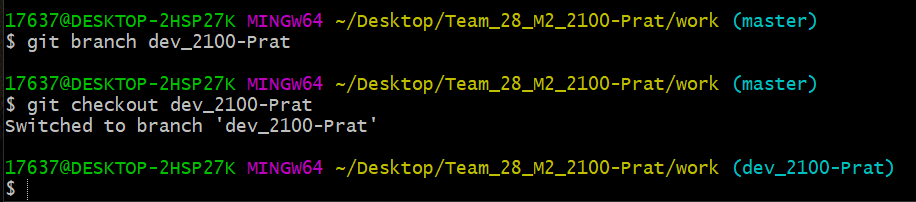 17637@DESKTOP-2HSP27K MINGW64 ~/Desktop/Team_28_M2_2100-Prat/work (master)
$ git branch dev_2100-Prat
17637@DESKTOP-2HSP27K MINGW64 ~/Desktop/Team_28_M2_2100-Prat/work (master)
$ git checkout dev_2100-Prat
Switched to branch 'dev_2100-Prat'
17637@DESKTOP-2HSP27K MINGW64 ~/Desktop/Team_28_M2_2100-Prat/work (dev_2100-Prat)
$